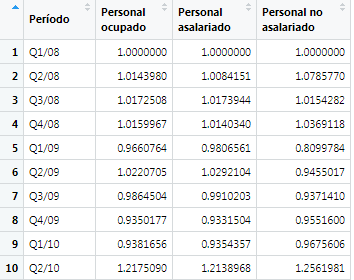 Período Personal ocupado Personal asalariado Personal no asalariado
1 Q1/08 1.0000000 1.0000000 1.0000000
2 Q2/08 1.0143980 1.0084151 1.0785770
3 Q3/08 1.0172508 1.0173944 1.0154282
4 Q4/08 1.0159967 1.0140340 1.0369118
5 Q1/09 0.9660764 0.9806561 0.8099784
6 Q2/09 1.0220705 1.0292104 0.9455017
7 Q3/09 0.9864504 0.9910203 0.9371410
8 Q4/09 0.9350177 0.9331504 0.9551600
9 Q1/10 0.9381656 0.9354357 0.9675606
10 Q2/10 1.2175090 1.2138968 1.2561981